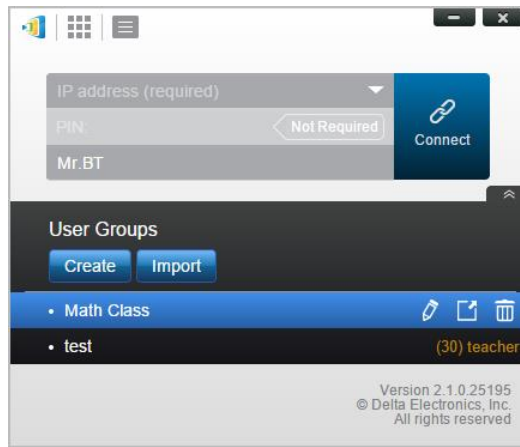 IP address (required)
PIN
Not Required
Mr.BT
Connect
User Groups
Create
Import
• Math Class
• test
(30) teacher
Version 2.1.0.25195
© Delta Electronics, Inc.
All rights reserved